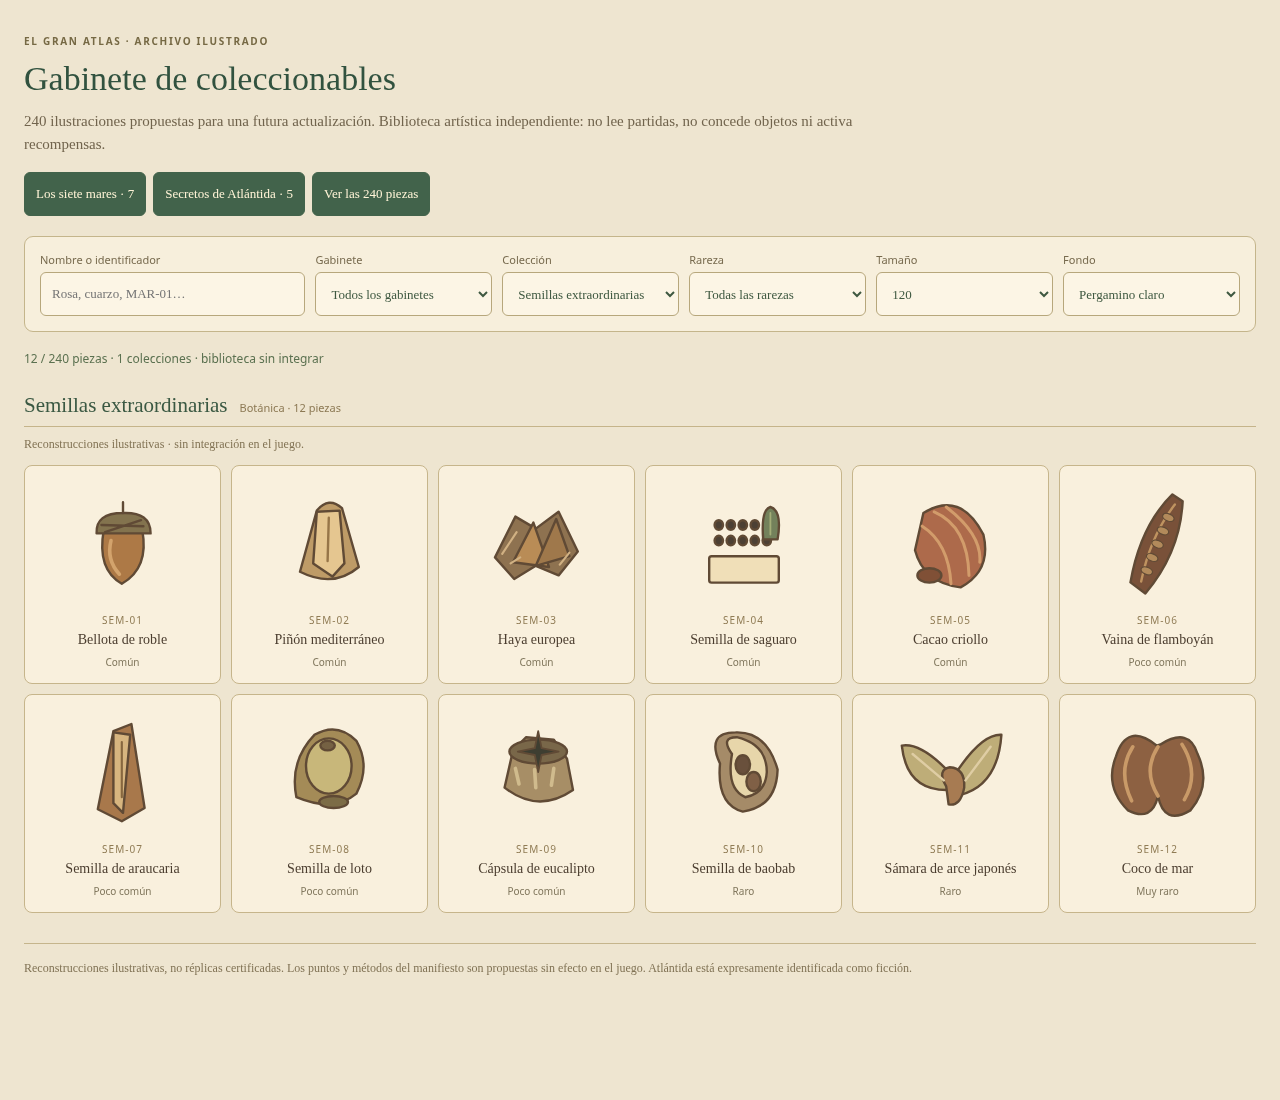 EL GRAN ATLAS · ARCHIVO ILUSTRADO
Gabinete de coleccionables
240 ilustraciones propuestas para una futura actualización. Biblioteca artística independiente: no lee partidas, no concede objetos ni activa
recompensas.
Los siete mares · 7
Secretos de Atlántida · 5
Ver las 240 piezas
Nombre o identificador
Gabinete
Colección
Rareza
Tamaño
Fondo
Rosa, cuarzo, MAR-01…
Todos los gabinetes
Semillas extraordinarias
Todas las rarezas
120
Pergamino claro
12 / 240 piezas · 1 colecciones · biblioteca sin integrar
Semillas extraordinarias
Botánica · 12 piezas
Reconstrucciones ilustrativas · sin integración en el juego.
SEM-01
Bellota de roble
Común
SEM-02
Piñón mediterráneo
Común
SEM-03
Haya europea
Común
SEM-04
Semilla de saguaro
Común
SEM-05
Cacao criollo
Común
SEM-06
Vaina de flamboyán
Poco común
SEM-07
Semilla de araucaria
Poco común
SEM-08
Semilla de loto
Poco común
SEM-09
Cápsula de eucalipto
Poco común
SEM-10
Semilla de baobab
Raro
SEM-11
Sámara de arce japonés
Raro
SEM-12
Coco de mar
Muy raro
Reconstrucciones ilustrativas, no réplicas certificadas. Los puntos y métodos del manifiesto son propuestas sin efecto en el juego. Atlántida está expresamente identificada como ficción.